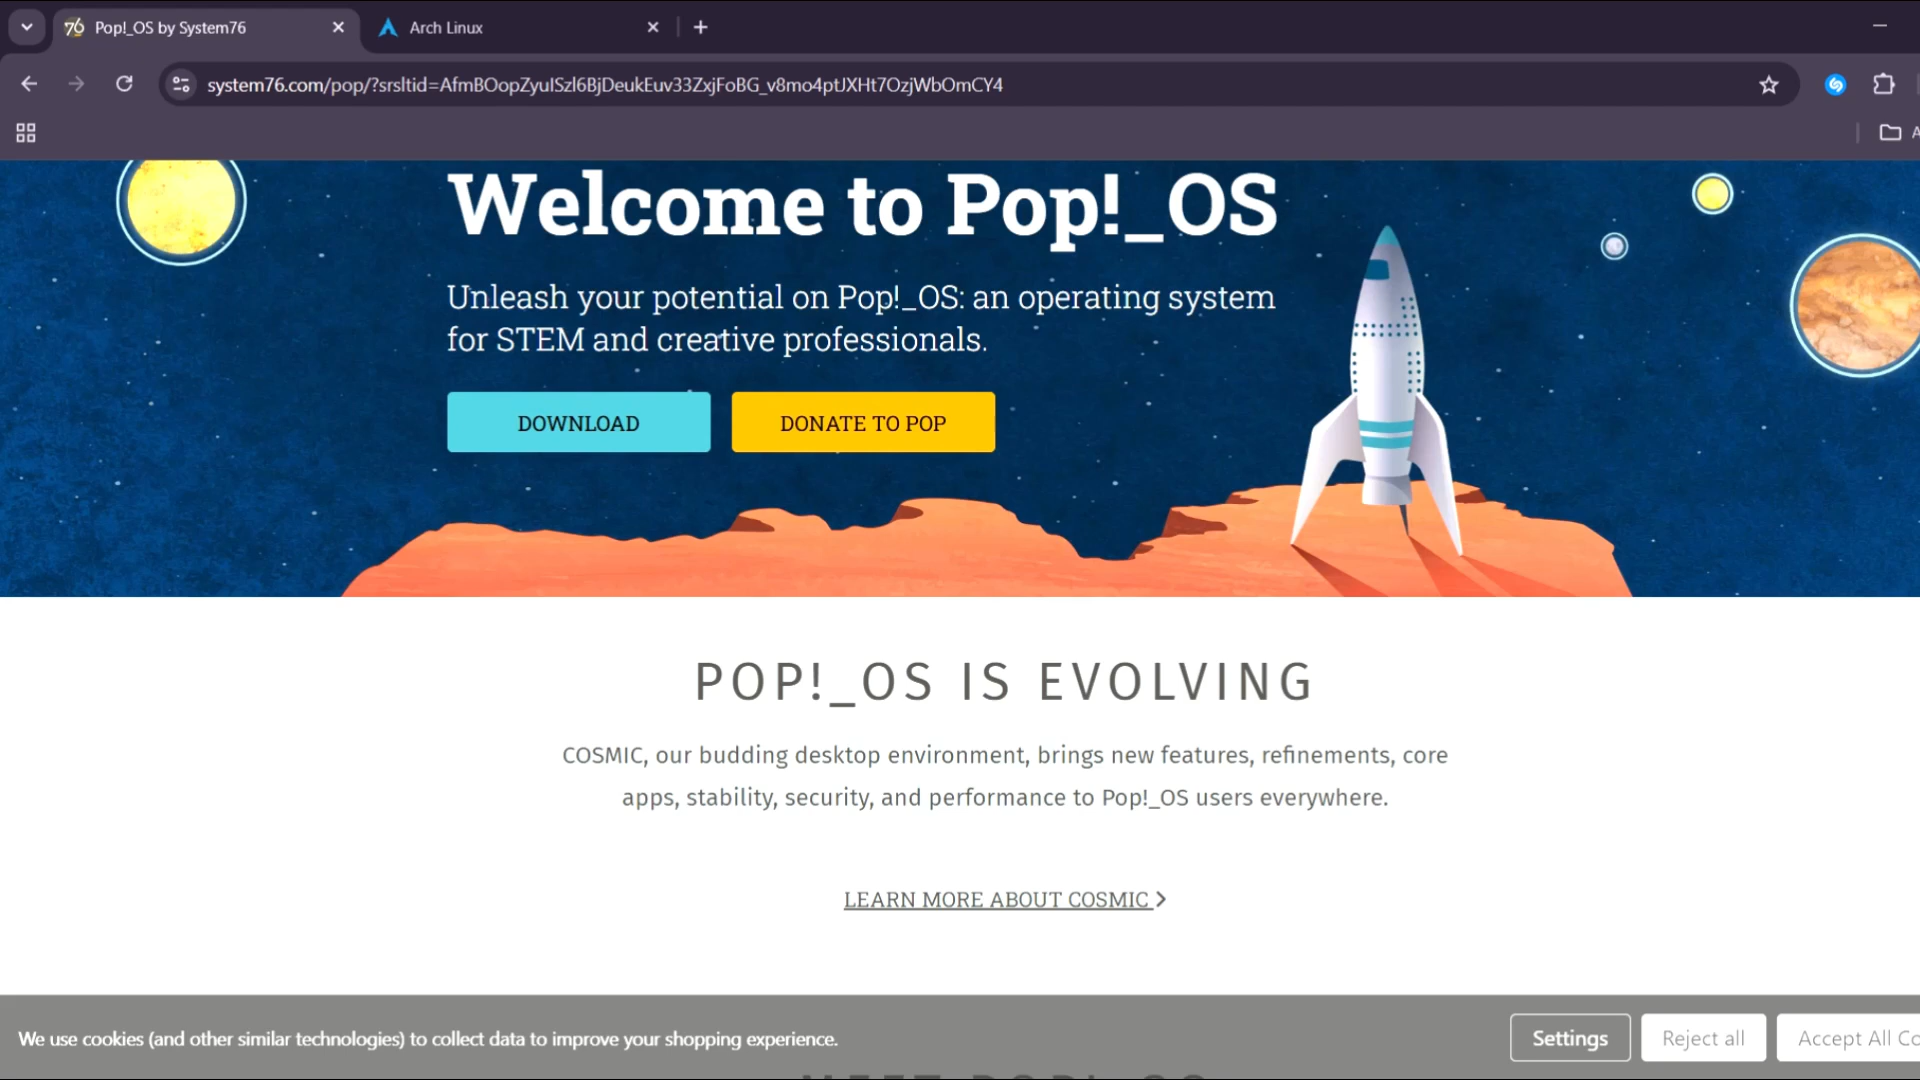 Pop!_OS by System76
Arch Linux
system76.com/pop/?srsltid=AfmBOopZyuISzl6BjDeukEuv33ZxjFoBG_v8mo4ptJXHt7OzjWbOmCY4
Welcome to Pop!_OS
Unleash your potential on Pop!_OS: an operating system
for STEM and creative professionals.
DOWNLOAD
DONATE TO POP
POP!_OS IS EVOLVING
COSMIC, our budding desktop environment, brings new features, refinements, core
apps, stability, security, and performance to Pop!_OS users everywhere.
LEARN MORE ABOUT COSMIC
We use cookies (and other similar technologies) to collect data to improve your shopping experience.
Settings
Reject all
Accept All Co